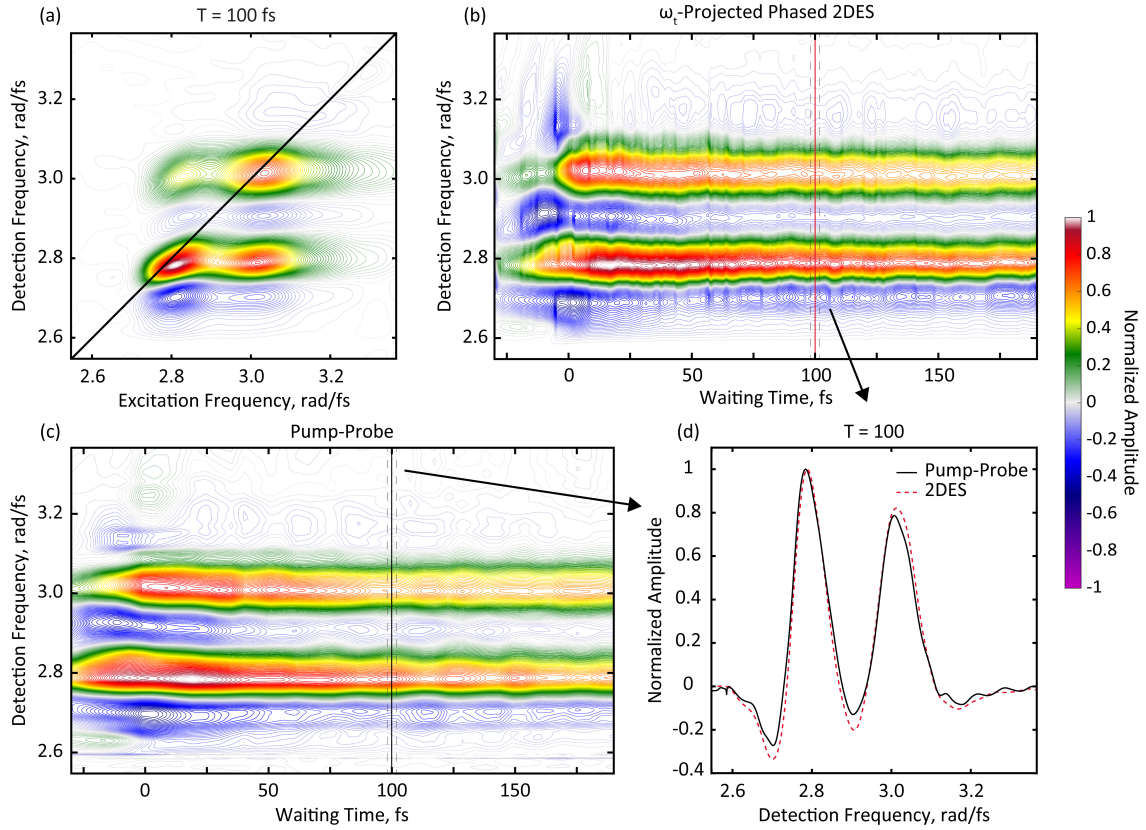 (a)
T = 100 fs
Detection Frequency, rad/fs
3.2
3.0
2.8
2.6
2.6
2.8
3.0
3.2
Excitation Frequency, rad/fs
(b)
ωt-Projected Phased 2DES
Detection Frequency, rad/fs
3.2
3.0
2.8
2.6
0
50
100
150
Waiting Time, fs
1
0.8
0.6
0.4
0.2
0
-0.2
-0.4
-0.6
-0.8
-1
Normalized Amplitude
(c)
Pump-Probe
Detection Frequency, rad/fs
3.2
3.0
2.8
2.6
0
50
100
150
Waiting Time, fs
(d)
T = 100
Pump-Probe
2DES
Normalized Amplitude
1
0.8
0.6
0.4
0.2
0
-0.2
-0.4
2.6
2.8
3.0
3.2
Detection Frequency, rad/fs